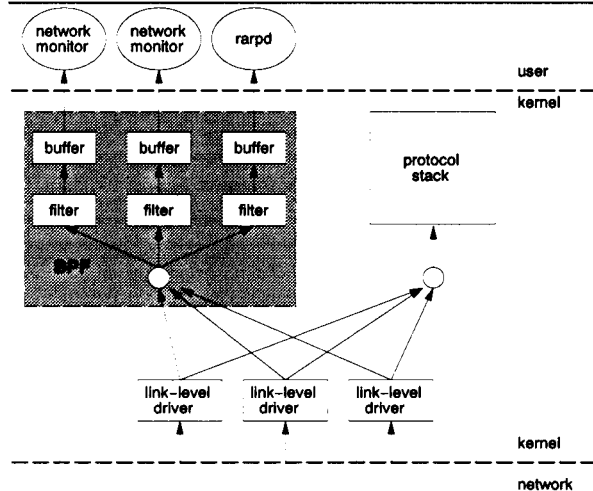 network
monitor
network
monitor
rarpd
user
kernel
buffer
buffer
buffer
protocol
stack
filter
filter
filter
BPF
link-level
driver
link-level
driver
link-level
driver
kernel
network